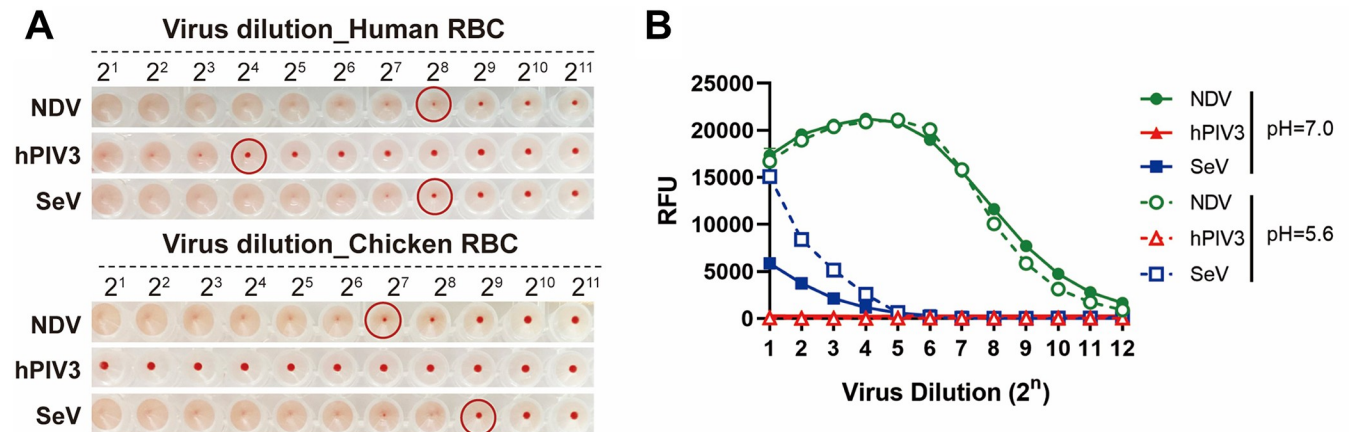 A
Virus dilution_Human RBC
2¹ 2² 2³ 2⁴ 2⁵ 2⁶ 2⁷ 2⁸ 2⁹ 2¹⁰ 2¹¹
NDV
hPIV3
SeV
Virus dilution_Chicken RBC
2¹ 2² 2³ 2⁴ 2⁵ 2⁶ 2⁷ 2⁸ 2⁹ 2¹⁰ 2¹¹
NDV
hPIV3
SeV
B
RFU
25000
20000
15000
10000
5000
0
1 2 3 4 5 6 7 8 9 10 11 12
Virus Dilution (2ⁿ)
NDV
hPIV3
SeV
pH=7.0
NDV
hPIV3
SeV
pH=5.6